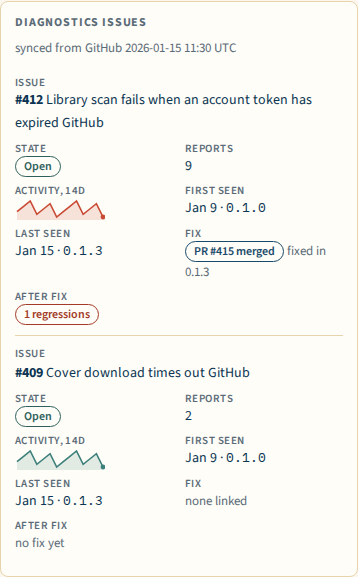 DIAGNOSTICS ISSUES
synced from GitHub 2026-01-15 11:30 UTC
ISSUE
#412 Library scan fails when an account token has
expired GitHub
STATE REPORTS
Open 9
ACTIVITY, 14D FIRST SEEN
Jan 9 · 0.1.0
LAST SEEN FIX
Jan 15 · 0.1.3 PR #415 merged fixed in
0.1.3
AFTER FIX
1 regressions
ISSUE
#409 Cover download times out GitHub
STATE REPORTS
Open 2
ACTIVITY, 14D FIRST SEEN
Jan 9 · 0.1.0
LAST SEEN FIX
Jan 15 · 0.1.3 none linked
AFTER FIX
no fix yet